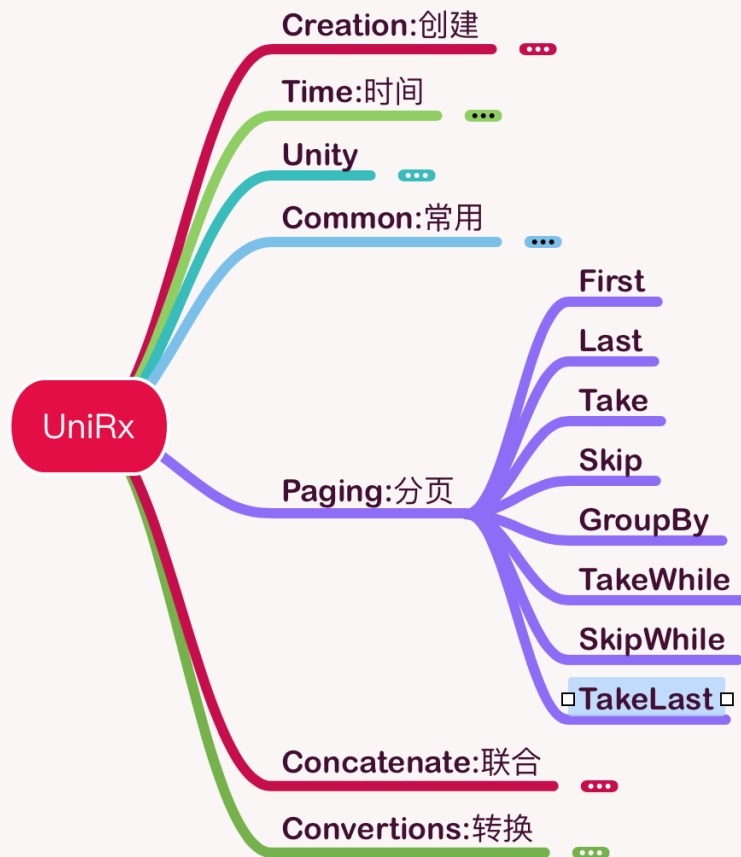 UniRx
Creation:创建
Time:时间
Unity
Common:常用
Paging:分页
First
Last
Take
Skip
GroupBy
TakeWhile
SkipWhile
TakeLast
Concatenate:联合
Convertions:转换